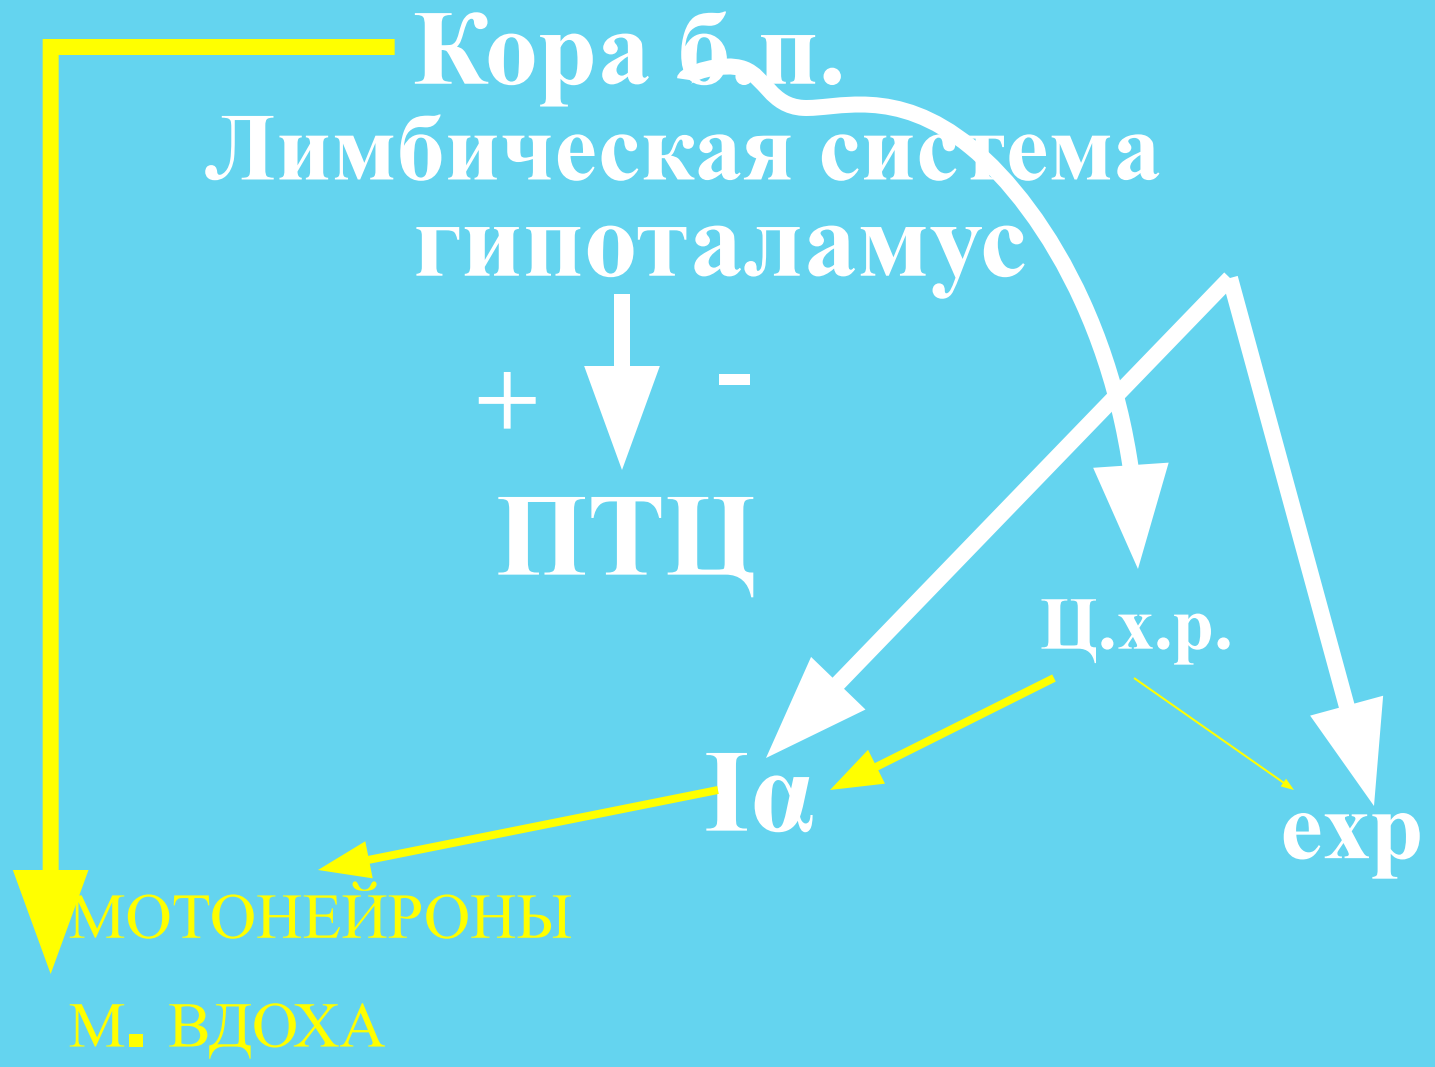 Кора б.п.
Лимбическая система
гипоталамус
+ -
ПТЦ
Ц.х.р.
Iα
exp
МОТОНЕЙРОНЫ
М. ВДОХА